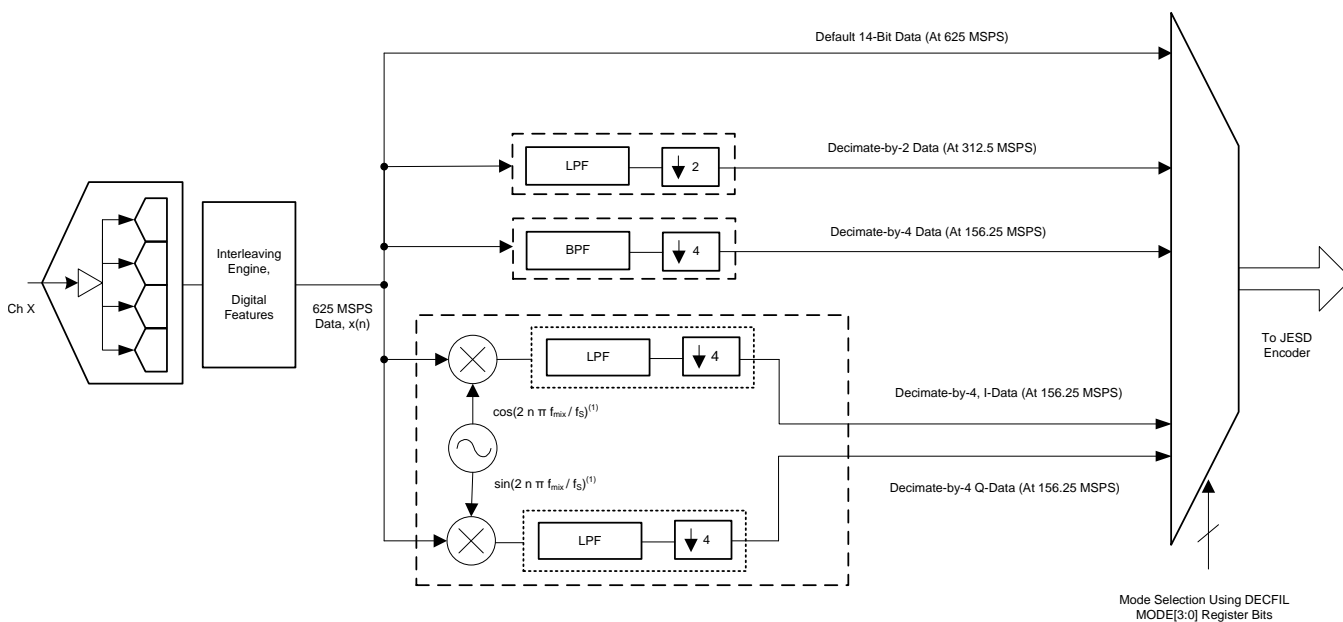 Default 14-Bit Data (At 625 MSPS)
LPF
2
Decimate-by-2 Data (At 312.5 MSPS)
BPF
4
Decimate-by-4 Data (At 156.25 MSPS)
Ch X
Interleaving
Engine,
Digital
Features
625 MSPS
Data, x(n)
LPF
4
cos(2 n π fmix / fS)(1)
Decimate-by-4, I-Data (At 156.25 MSPS)
sin(2 n π fmix / fS)(1)
Decimate-by-4 Q-Data (At 156.25 MSPS)
LPF
4
To JESD
Encoder
Mode Selection Using DECFIL
MODE[3:0] Register Bits